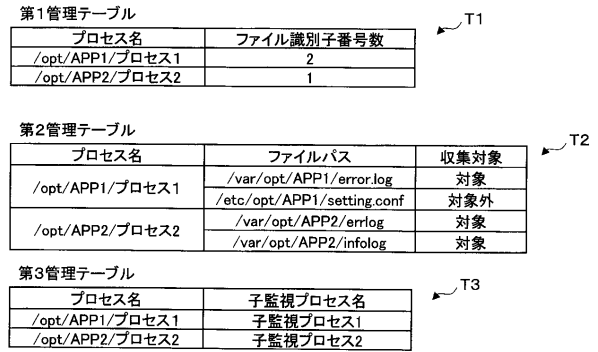 第1管理テーブル
T1
プロセス名 ファイル識別子番号数
/opt/APP1/プロセス1 2
/opt/APP2/プロセス2 1
第2管理テーブル
T2
プロセス名 ファイルパス 収集対象
/opt/APP1/プロセス1 /var/opt/APP1/error.log 対象
/etc/opt/APP1/setting.conf 対象外
/opt/APP2/プロセス2 /var/opt/APP2/errlog 対象
/var/opt/APP2/infolog 対象
第3管理テーブル
T3
プロセス名 子監視プロセス名
/opt/APP1/プロセス1 子監視プロセス1
/opt/APP2/プロセス2 子監視プロセス2